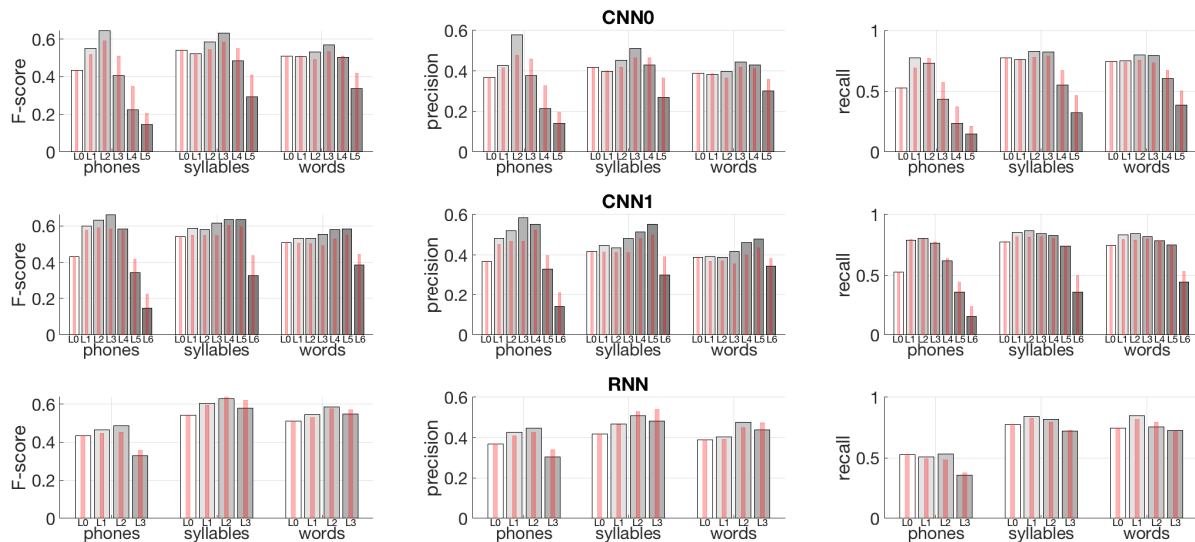 CNN0
F-score
0.6
0.4
0.2
0
L0 L1 L2 L3 L4 L5 L0 L1 L2 L3 L4 L5 L0 L1 L2 L3 L4 L5
phones syllables words
precision
0.6
0.4
0.2
0
L0 L1 L2 L3 L4 L5 L0 L1 L2 L3 L4 L5 L0 L1 L2 L3 L4 L5
phones syllables words
recall
1
0.5
0
L0 L1 L2 L3 L4 L5 L0 L1 L2 L3 L4 L5 L0 L1 L2 L3 L4 L5
phones syllables words
CNN1
F-score
0.6
0.4
0.2
0
L0 L1 L2 L3 L4 L5 L6 L0 L1 L2 L3 L4 L5 L6 L0 L1 L2 L3 L4 L5 L6
phones syllables words
precision
0.6
0.4
0.2
0
L0 L1 L2 L3 L4 L5 L6 L0 L1 L2 L3 L4 L5 L6 L0 L1 L2 L3 L4 L5 L6
phones syllables words
recall
1
0.5
0
L0 L1 L2 L3 L4 L5 L6 L0 L1 L2 L3 L4 L5 L6 L0 L1 L2 L3 L4 L5 L6
phones syllables words
RNN
F-score
0.6
0.4
0.2
0
L0 L1 L2 L3 L0 L1 L2 L3 L0 L1 L2 L3
phones syllables words
precision
0.6
0.4
0.2
0
L0 L1 L2 L3 L0 L1 L2 L3 L0 L1 L2 L3
phones syllables words
recall
1
0.5
0
L0 L1 L2 L3 L0 L1 L2 L3 L0 L1 L2 L3
phones syllables words